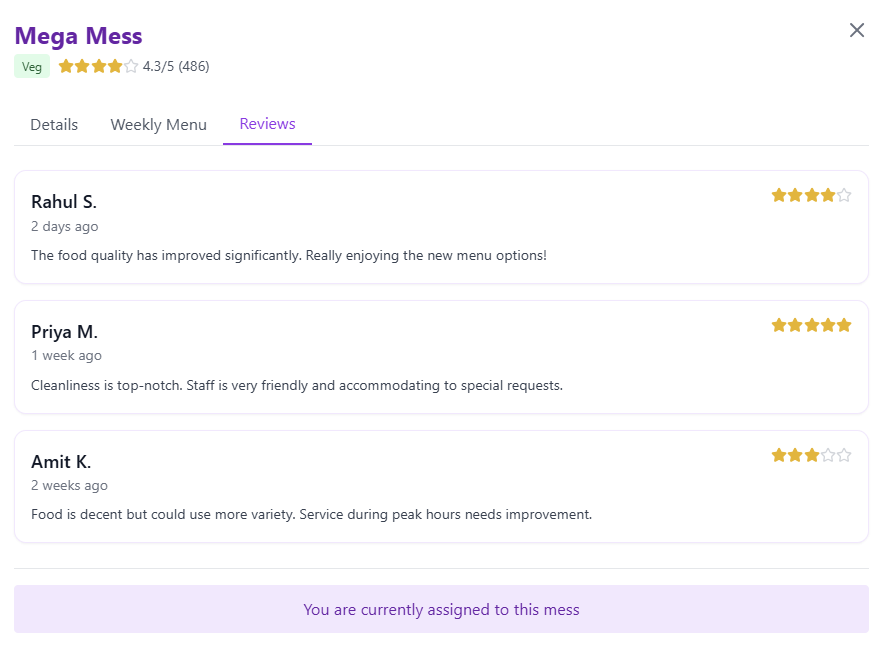 Mega Mess
Veg 4.3/5 (486)
Details Weekly Menu Reviews
Rahul S.
2 days ago
The food quality has improved significantly. Really enjoying the new menu options!
Priya M.
1 week ago
Cleanliness is top-notch. Staff is very friendly and accommodating to special requests.
Amit K.
2 weeks ago
Food is decent but could use more variety. Service during peak hours needs improvement.
You are currently assigned to this mess